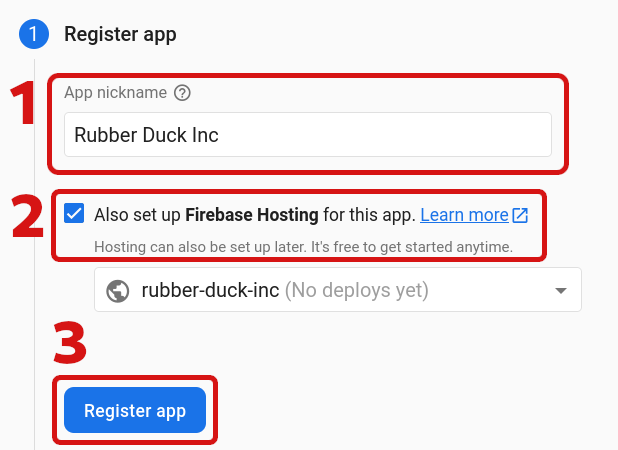 1 Register app
1
App nickname ?
Rubber Duck Inc
2
Also set up Firebase Hosting for this app. Learn more
Hosting can also be set up later. It's free to get started anytime.
rubber-duck-inc (No deploys yet)
3
Register app